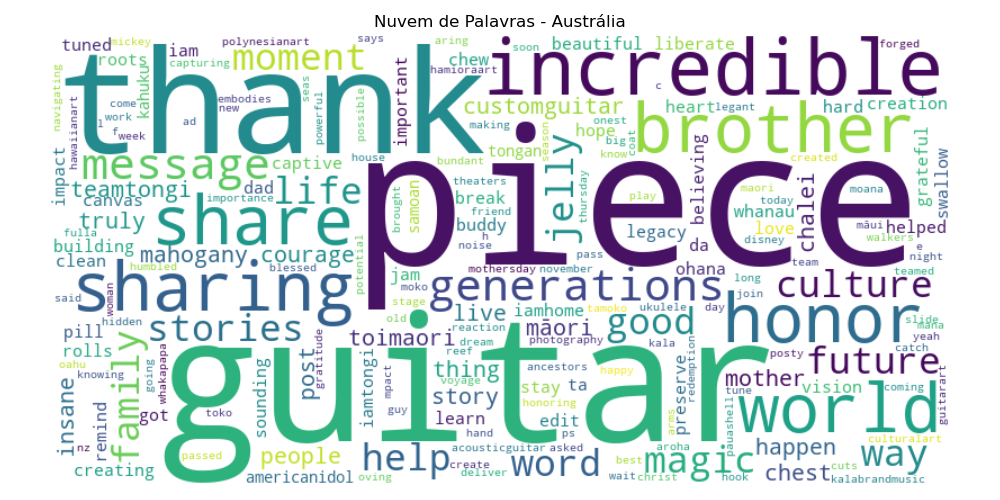 Nuvem de Palavras - Austrália
tuned mickey polynesianart says aring soon beautiful liberate forged
roots iam moment chew hamioraart incredible
navigating capturing thank important seas c
kahuku embodies new powerful possible customguitar heart legant hard creation
come work l f week ad making season onest big know coat brother
hawaiianart message captive house bundant tongan hope jelly believing created grateful swallow
impact teamtongi dad life importance brought samoan theaters break friend thursday play maori today moana
canvas truly share piece buddy h legacy whanau love chalei māui helped
fulla building mahogany courage noise pass da disney walkers e
clean humbled blessed potential mothersday november ohana team long night teamed
said woman sharing jam moko generations culture
hidden stories stage old live iamhome tamoko ukulele day join honor slide mana
pill gratitude toimaori reaction māori photography good kala posty catch yeah
rolls oahu whakapapa going post guitar dream reef thing ancestors preserve redemption mother future
insane knowing family sounding iamtongi mpact voyage stay happy ta vision coming guitarart
remind got toko guy story honoring edit arms tune world
nz learn hand acousticguitar asked ps aroha pauashell happen culturalart
passed people help create word best magic cuts way
creating americanidol oving deliver wait christ hook chest kalabrandmusic